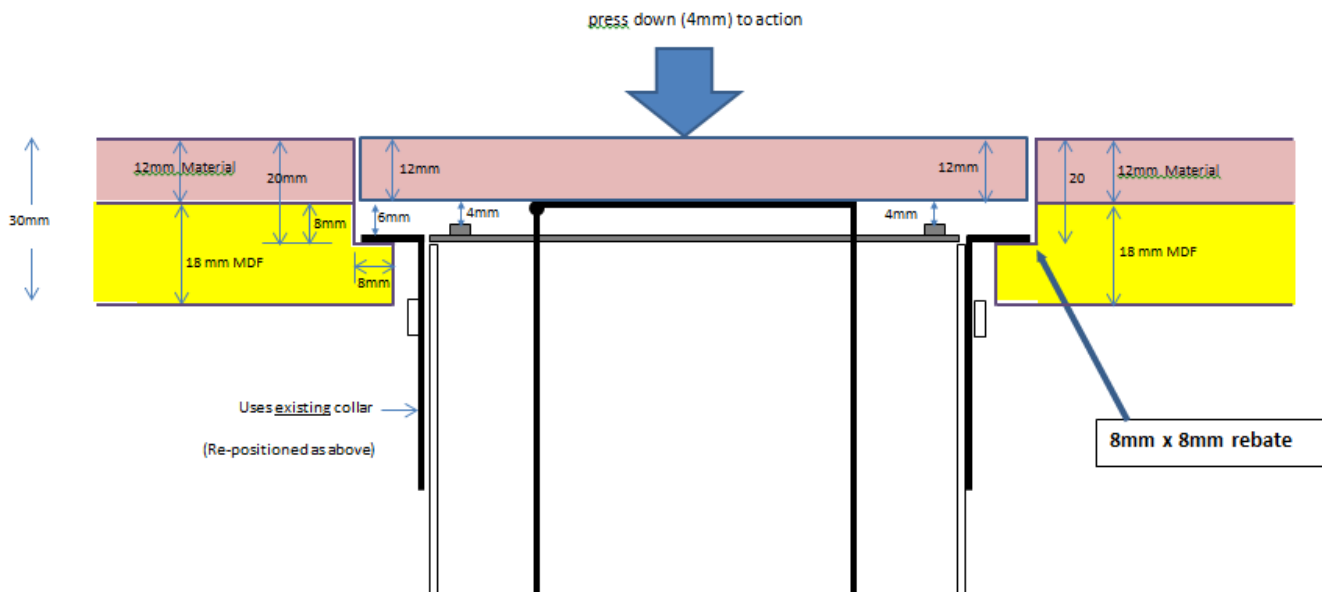 press down (4mm) to action
12mm Material
20mm
12mm
12mm
20
12mm Material
30mm
8mm
6mm
4mm
4mm
18 mm MDF
8mm
18 mm MDF
Uses existing collar
(Re-positioned as above)
8mm x 8mm rebate